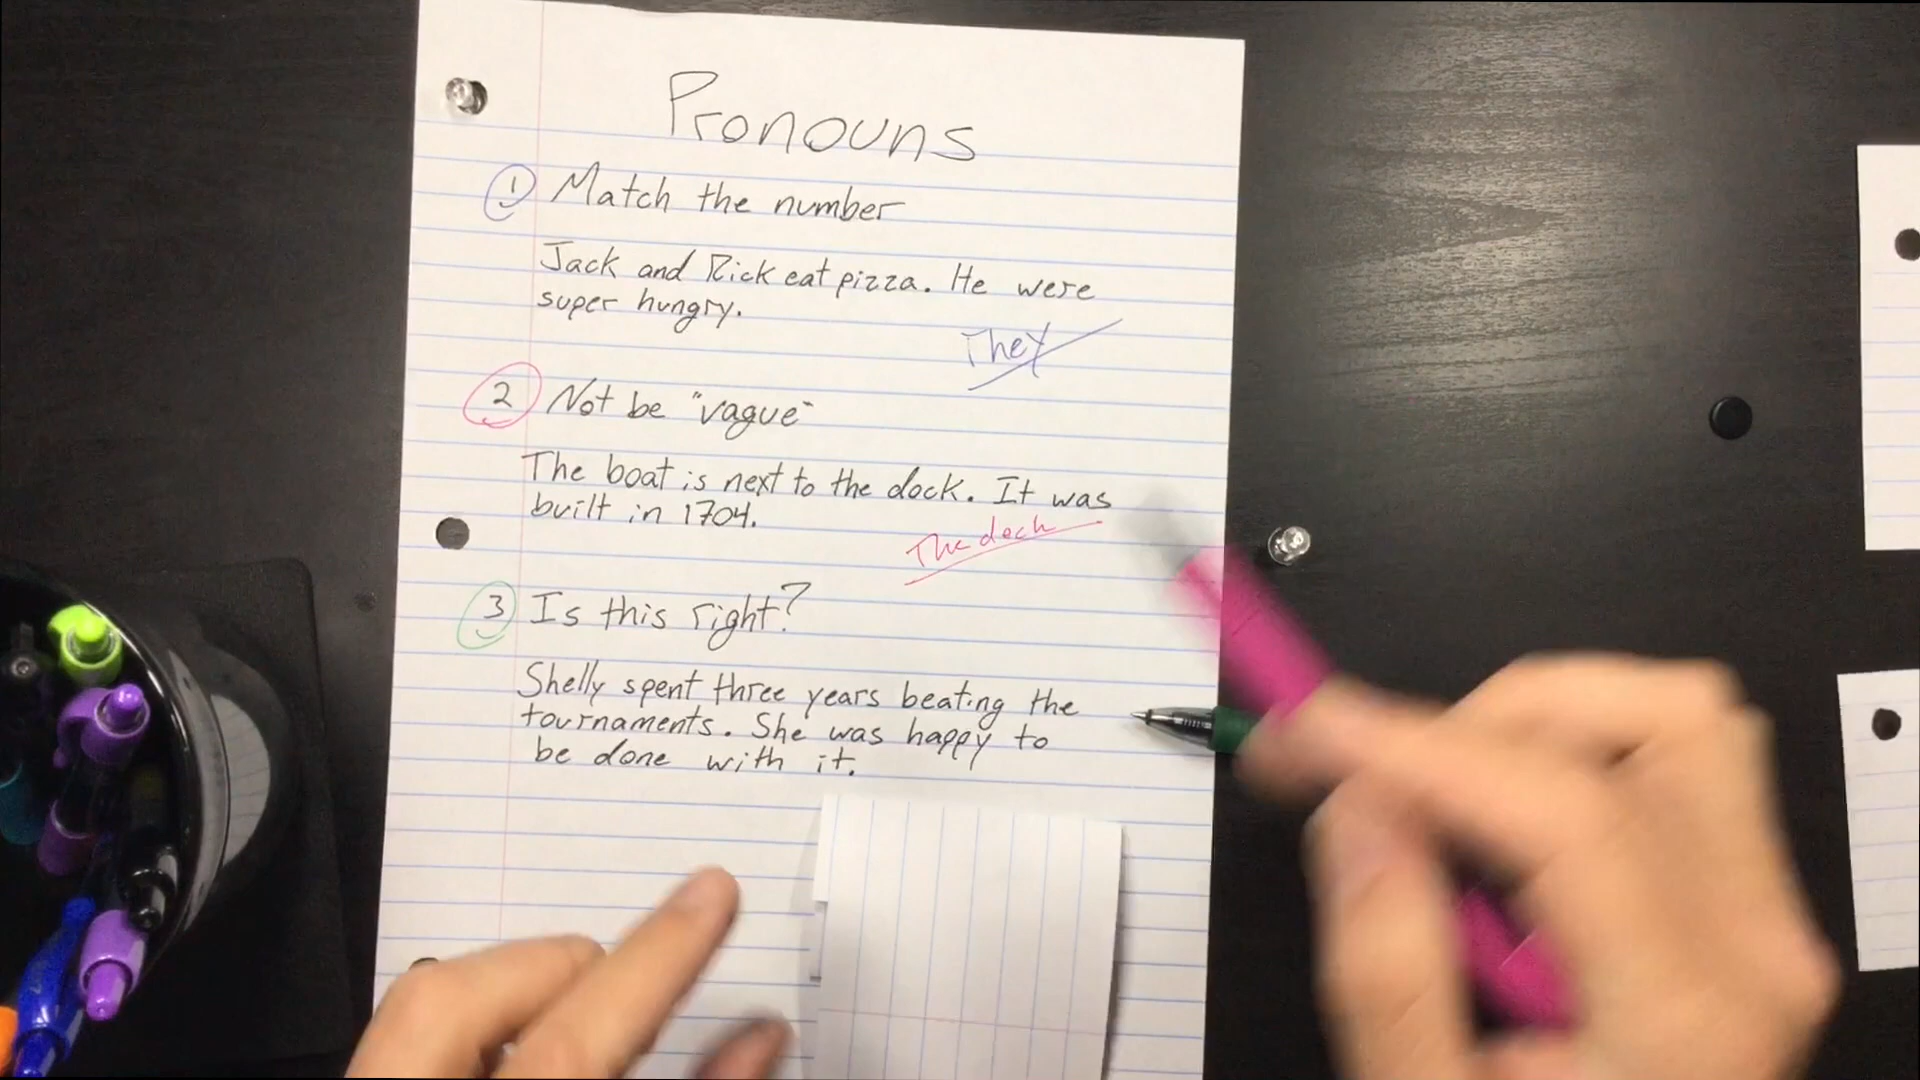 Pronouns
1 Match the number
Jack and Rick eat pizza. He were
super hungry.
They
2 Not be "vague"
The boat is next to the dock. It was
built in 1704.
The dock
3 Is this right?
Shelly spent three years beating the
tournaments. She was happy to
be done with it.